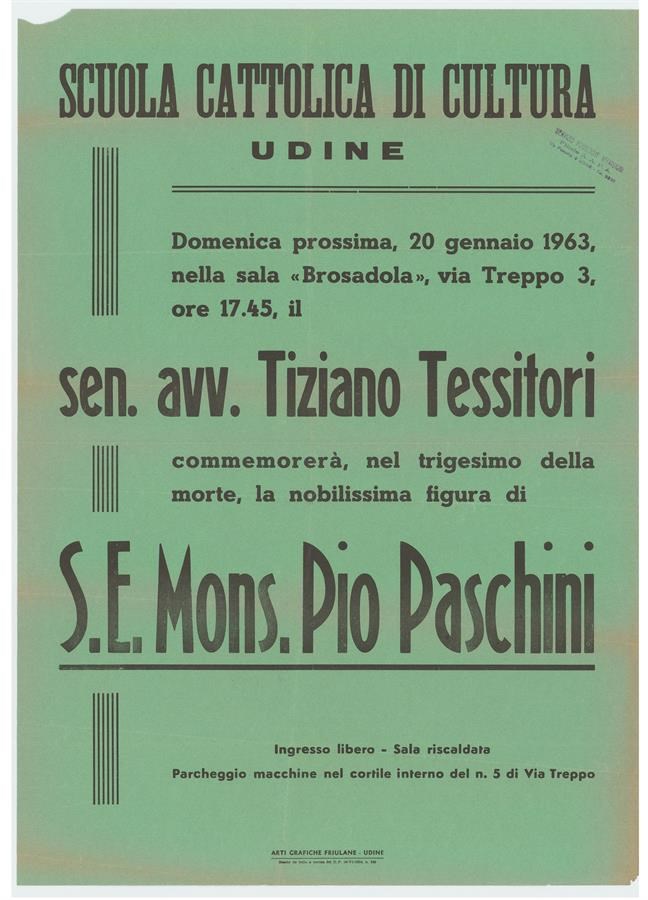 SCUOLA CATTOLICA DI CULTURA
UDINE
Domenica prossima, 20 gennaio 1963,
nella sala «Brosadola», via Treppo 3,
ore 17.45, il
sen. avv. Tiziano Tessitori
commemorerà, nel trigesimo della
morte, la nobilissima figura di
S.E. Mons. Pio Paschini
Ingresso libero - Sala riscaldata
Parcheggio macchine nel cortile interno del n. 5 di Via Treppo
ARTI GRAFICHE FRIULANE - UDINE